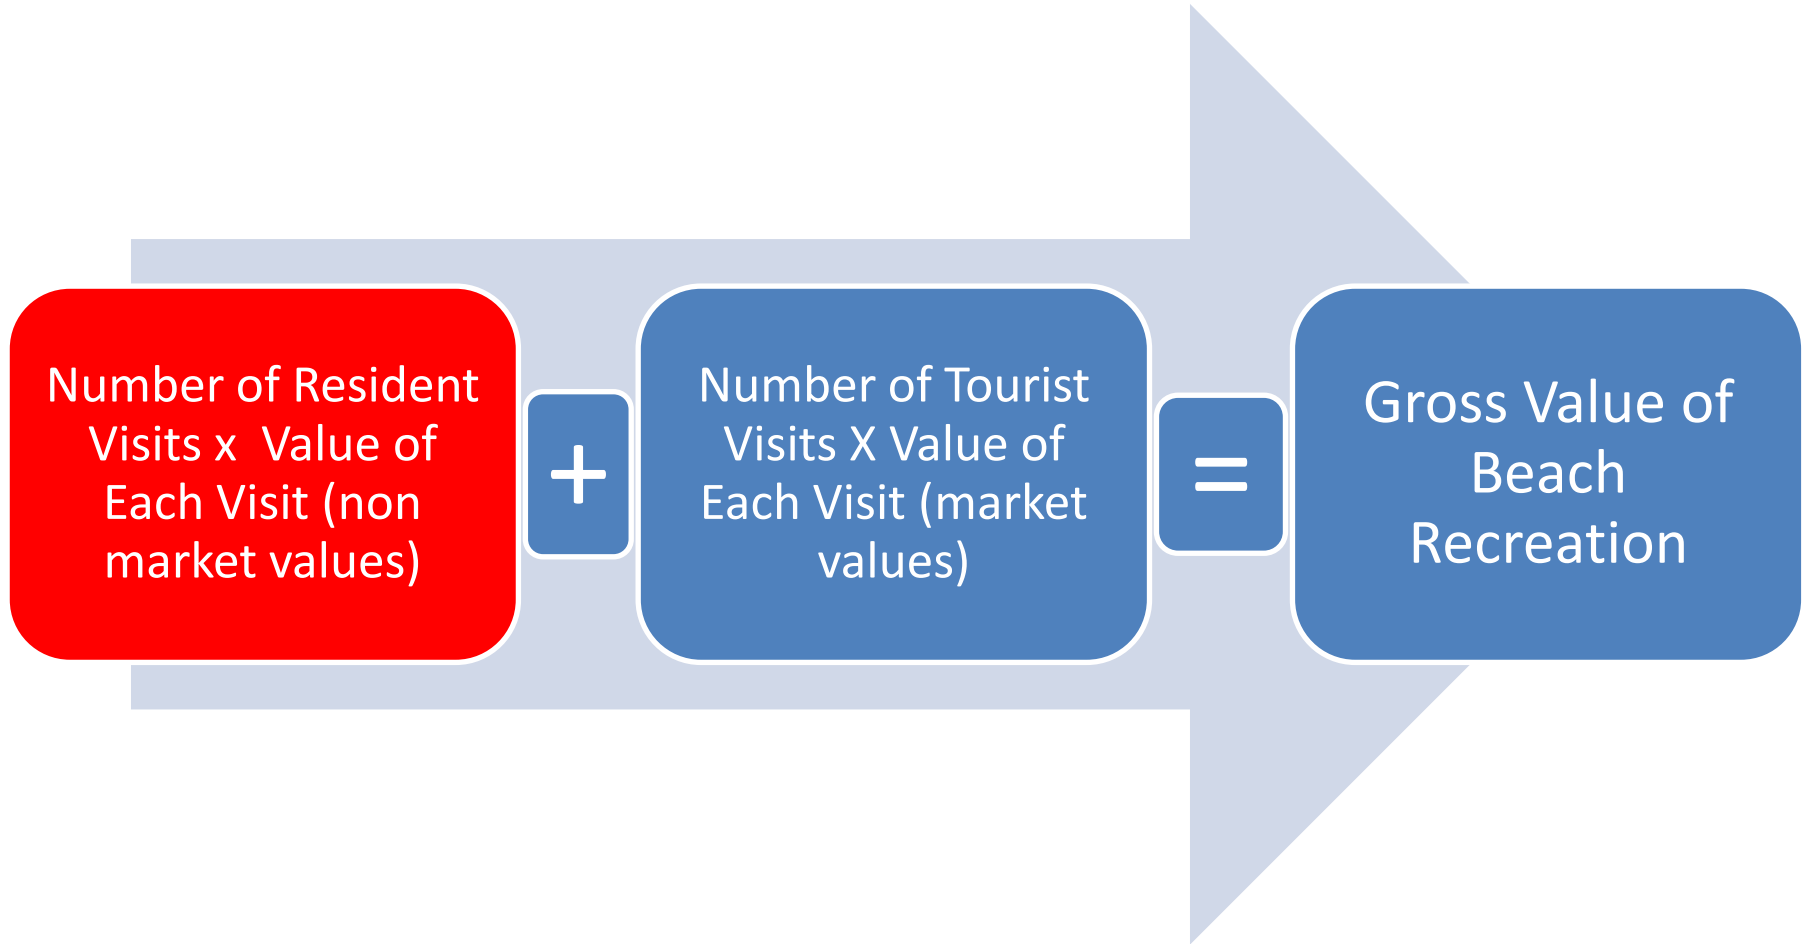 Number of Resident
Visits x  Value of
Each Visit (non
market values)
+
Number of Tourist
Visits X Value of
Each Visit (market
values)
=
Gross Value of
Beach
Recreation